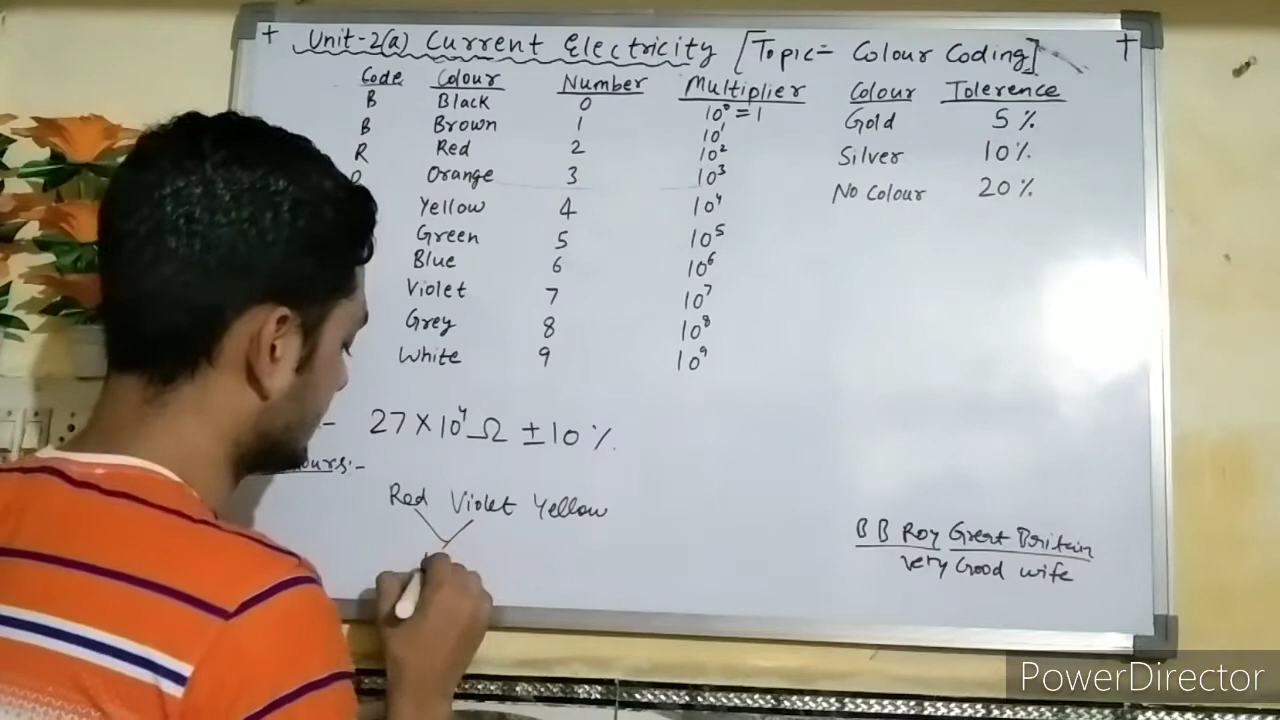 + Unit-2(a) Current Electricity [Topic= Colour Coding] +
Code Colour Number Multiplier Colour Tolerence
B Black 0 10⁰ = 1 Gold 5 %
B Brown 1 10¹ Silver 10 %
R Red 2 10² No Colour 20 %
Orange 3 10³
Yellow 4 10⁴
Green 5 10⁵
Blue 6 10⁶
Violet 7 10⁷
Grey 8 10⁸
White 9 10⁹
27 × 10⁴ Ω ± 10 %.
Red Violet Yellow
B B Roy Great Britain
very Good wife
PowerDirector